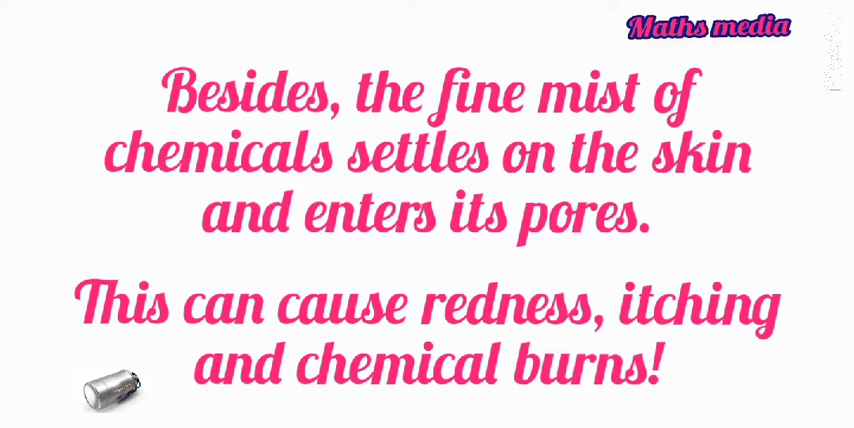 Maths media
Besides, the fine mist of
chemicals settles on the skin
and enters its pores.
This can cause redness, itching
and chemical burns!